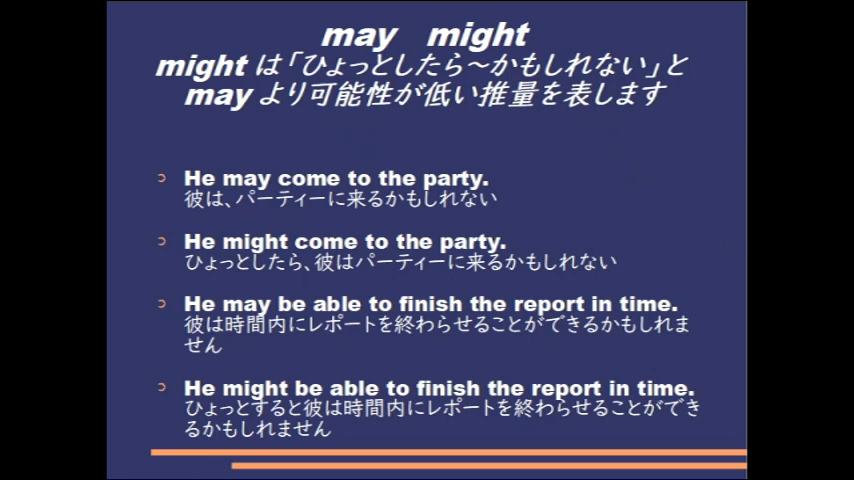 may might
might は「ひょっとしたら～かもしれない」と
may より可能性が低い推量を表します
He may come to the party.
彼は、パーティーに来るかもしれない
He might come to the party.
ひょっとしたら、彼はパーティーに来るかもしれない
He may be able to finish the report in time.
彼は時間内にレポートを終わらせることができるかもしれま
せん
He might be able to finish the report in time.
ひょっとすると彼は時間内にレポートを終わらせることができ
るかもしれません